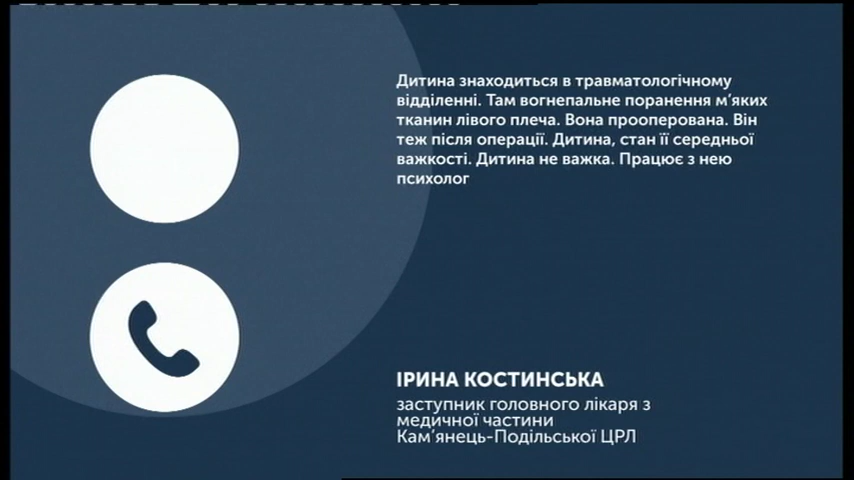 Дитина знаходиться в травматологічному
відділенні. Там вогнепальне поранення м'яких
тканин лівого плеча. Вона прооперована. Він
теж після операції. Дитина, стан її середньої
важкості. Дитина не важка. Працює з нею
психолог
ІРИНА КОСТИНСЬКА
заступник головного лікаря з
медичної частини
Кам'янець-Подільської ЦРЛ